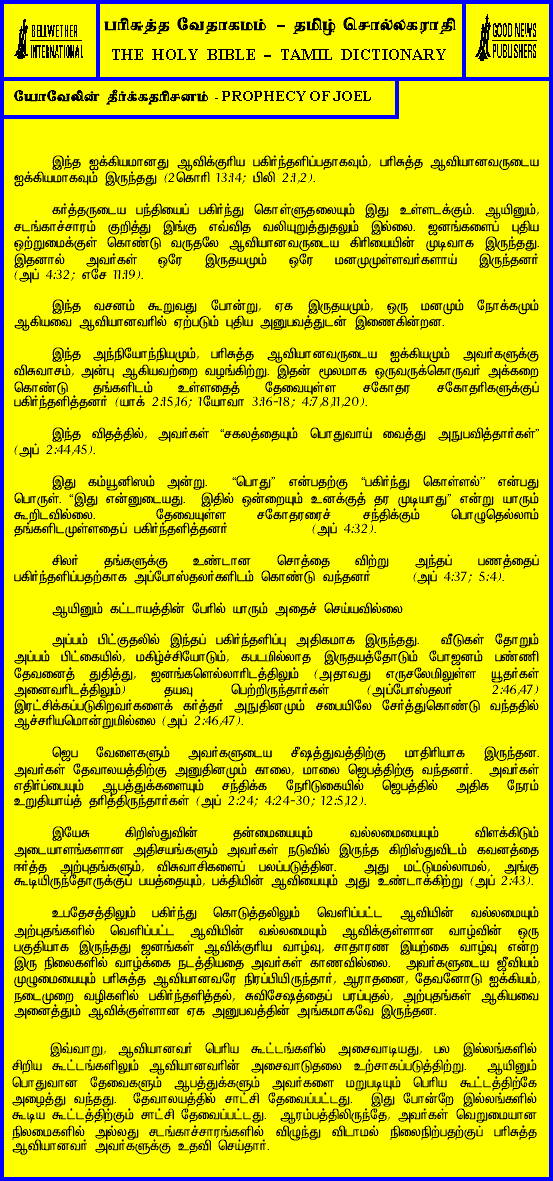 BELLWETHER
INTERNATIONAL
பரிசுத்த வேதாகமம் – தமிழ் சொல்லகராதி
THE HOLY BIBLE – TAMIL DICTIONARY
GOOD NEWS
PUBLISHERS
யோவேலின் தீர்க்கதரிசனம் - PROPHECY OF JOEL
இந்த ஐக்கியமானது ஆவிக்குரிய பகிர்ந்தளிப்பதாகவும், பரிசுத்த ஆவியானவருடைய
ஐக்கியமாகவும் இருந்தது (2கொரி 13:14; பிலி 2:1,2).
கர்த்தருடைய பந்தியைப் பகிர்ந்து கொள்ளுதலையும் இது உள்ளடக்கும். ஆயினும்,
சடங்காச்சாரம் குறித்து இங்கு எவ்வித வலியுறுத்துதலும் இல்லை. ஜனங்களைப் புதிய
ஒற்றுமைக்குள் கொண்டு வருதலே ஆவியானவருடைய கிரியையின் முடிவாக இருந்தது.
இதனால் அவர்கள் ஒரே இருதயமும் ஒரே மனமுமுள்ளவர்களாய் இருந்தனர்
(அப் 4:32; எசே 11:19).
இந்த வசனம் கூறுவது போன்று, ஏக இருதயமும், ஒரு மனமும் நோக்கமும்
ஆகியவை ஆவியானவரில் ஏற்படும் புதிய அனுபவத்துடன் இணைகின்றன.
இந்த அந்நியோந்நியமும், பரிசுத்த ஆவியானவருடைய ஐக்கியமும் அவர்களுக்கு
விசுவாசம், அன்பு ஆகியவற்றை வழங்கிற்று. இதன் மூலமாக ஒருவருக்கொருவர் அக்கறை
கொண்டு தங்களிடம் உள்ளதைத் தேவையுள்ள சகோதர சகோதரிகளுக்குப்
பகிர்ந்தளித்தனர் (யாக் 2:15,16; 1யோவா 3:16-18; 4:7,8,11,20).
இந்த விதத்தில், அவர்கள் “சகலத்தையும் பொதுவாய் வைத்து அநுபவித்தார்கள்”
(அப் 2:44,45).
இது கம்யூனிஸம் அன்று. “பொது” என்பதற்கு “பகிர்ந்து கொள்ளல்’’ என்பது
பொருள். “இது என்னுடையது. இதில் ஒன்றையும் உனக்குத் தர முடியாது” என்று யாரும்
கூறிடவில்லை. தேவையுள்ள சகோதரரைச் சந்திக்கும் பொழுதெல்லாம்
தங்களிடமுள்ளதைப் பகிர்ந்தளித்தனர் (அப் 4:32).
சிலர் தங்களுக்கு உண்டான சொத்தை விற்று அந்தப் பணத்தைப்
பகிர்ந்தளிப்பதற்காக அப்போஸ்தலர்களிடம் கொண்டு வந்தனர் (அப் 4:37; 5:4).
ஆயினும் கட்டாயத்தின் பேரில் யாரும் அதைச் செய்யவில்லை
அப்பம் பிட்குதலில் இந்தப் பகிர்ந்தளிப்பு அதிகமாக இருந்தது. வீடுகள் தோறும்
அப்பம் பிட்கையில், மகிழ்ச்சியோடும், கபடமில்லாத இருதயத்தோடும் போஜனம் பண்ணி
தேவனைத் துதித்து, ஜனங்களெல்லாரிடத்திலும் (அதாவது எருசலேமிலுள்ள யூதர்கள்
அனைவரிடத்திலும்) தயவு பெற்றிருந்தார்கள் (அப்போஸ்தலர் 2:46,47)
இரட்சிக்கப்படுகிறவர்களைக் கர்த்தர் அநுதினமும் சபையிலே சேர்த்துகொண்டு வந்ததில்
ஆச்சரியமொன்றுமில்லை (அப் 2:46,47).
ஜெப வேளைகளும் அவர்களுடைய சீஷத்துவத்திற்கு மாதிரியாக இருந்தன.
அவர்கள் தேவாலயத்திற்கு அனுதினமும் காலை, மாலை ஜெபத்திற்கு வந்தனர். அவர்கள்
எதிர்ப்பையும் ஆபத்துக்களையும் சந்திக்க நேரிடுகையில் ஜெபத்தில் அதிக நேரம்
உறுதியாய்த் தரித்திருந்தார்கள் (அப் 2:24; 4:24-30; 12:5,12).
இயேசு கிறிஸ்துவின் தன்மையையும் வல்லமையையும் விளக்கிடும்
அடையாளங்களான அதிசயங்களும் அவர்கள் நடுவில் இருந்த கிறிஸ்துவிடம் கவனத்தை
ஈர்த்த அற்புதங்களும், விசுவாசிகளைப் பலப்படுத்தின. அது மட்டுமல்லாமல், அங்கு
கூடியிருந்தோருக்குப் பயத்தையும், பக்தியின் ஆவியையும் அது உண்டாக்கிற்று (அப் 2:43).
உபதேசத்திலும் பகிர்ந்து கொடுத்தலிலும் வெளிப்பட்ட ஆவியின் வல்லமையும்
அற்புதங்களில் வெளிப்பட்ட ஆவியின் வல்லமையும் ஆவிக்குள்ளான வாழ்வின் ஒரு
பகுதியாக இருந்தது ஜனங்கள் ஆவிக்குரிய வாழ்வு, சாதாரண இயற்கை வாழ்வு என்ற
இரு நிலைகளில் வாழ்க்கை நடத்தியதை அவர்கள் காணவில்லை. அவர்களுடைய ஜீவியம்
முழுமையையும் பரிசுத்த ஆவியானவரே நிரப்பியிருந்தார், ஆராதனை, தேவனோடு ஐக்கியம்,
நடைமுறை வழிகளில் பகிர்ந்தளித்தல், சுவிசேஷத்தைப் பரப்புதல், அற்புதங்கள் ஆகியவை
அனைத்தும் ஆவிக்குள்ளான ஏக அனுபவத்தின் அங்கமாகவே இருந்தன.
இவ்வாறு, ஆவியானவர் பெரிய கூட்டங்களில் அசைவாடியது, பல இல்லங்களில்
சிறிய கூட்டங்களிலும் ஆவியானவரின் அசைவாடுதலை உற்சாகப்படுத்திற்று. ஆயினும்
பொதுவான தேவைகளும் ஆபத்துக்களும் அவர்களை மறுபடியும் பெரிய கூட்டத்திற்கே
அழைத்து வந்தது. தேவாலயத்தில் சாட்சி தேவைப்பட்டது. இது போன்றே இல்லங்களில்
கூடிய கூட்டத்திற்கும் சாட்சி தேவைப்பட்டது. ஆரம்பத்திலிருந்தே, அவர்கள் வெறுமையான
நிலமைகளில் அல்லது சடங்காச்சாரங்களில் விழுந்து விடாமல் நிலைநிற்பதற்குப் பரிசுத்த
ஆவியானவர் அவர்களுக்கு உதவி செய்தார்.